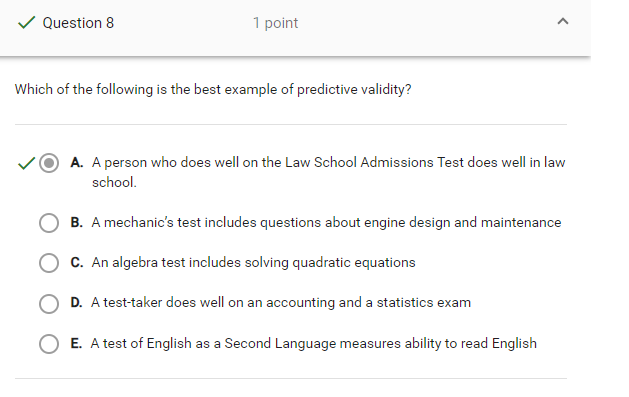 Question 8 1 point
Which of the following is the best example of predictive validity?
A. A person who does well on the Law School Admissions Test does well in law
school.
B. A mechanic's test includes questions about engine design and maintenance
C. An algebra test includes solving quadratic equations
D. A test-taker does well on an accounting and a statistics exam
E. A test of English as a Second Language measures ability to read English